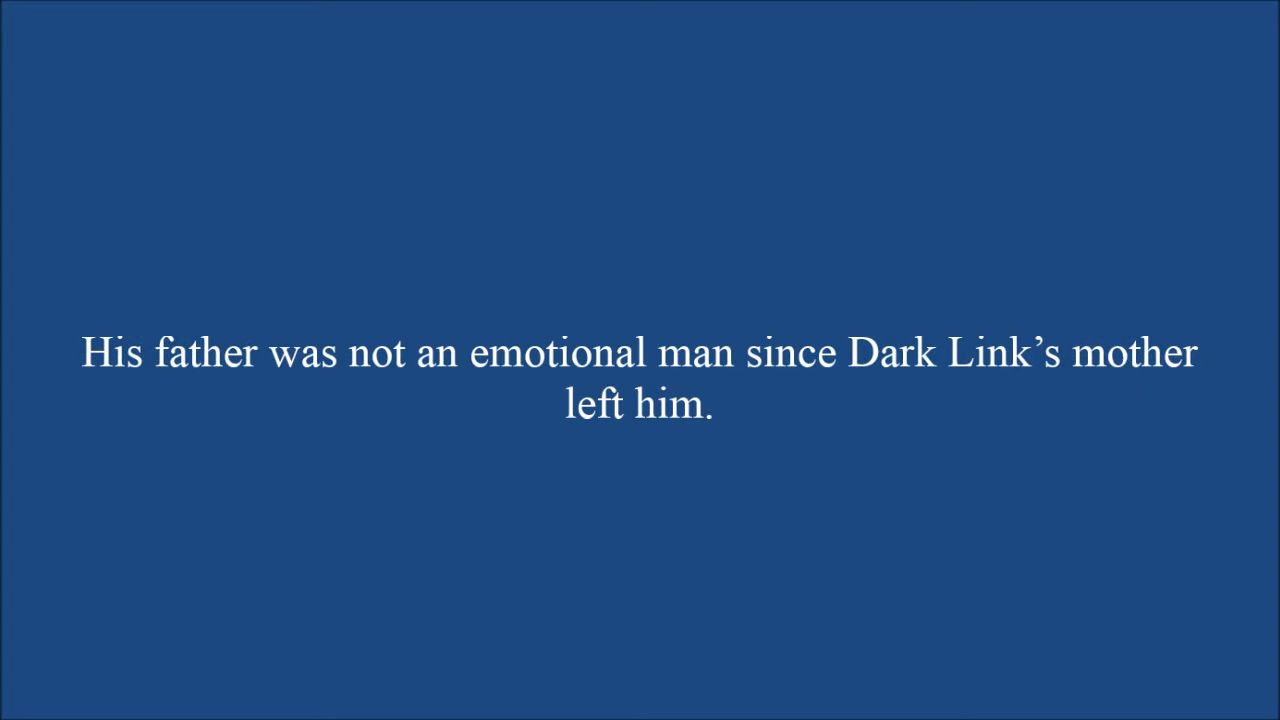 His father was not an emotional man since Dark Link’s mother
left him.